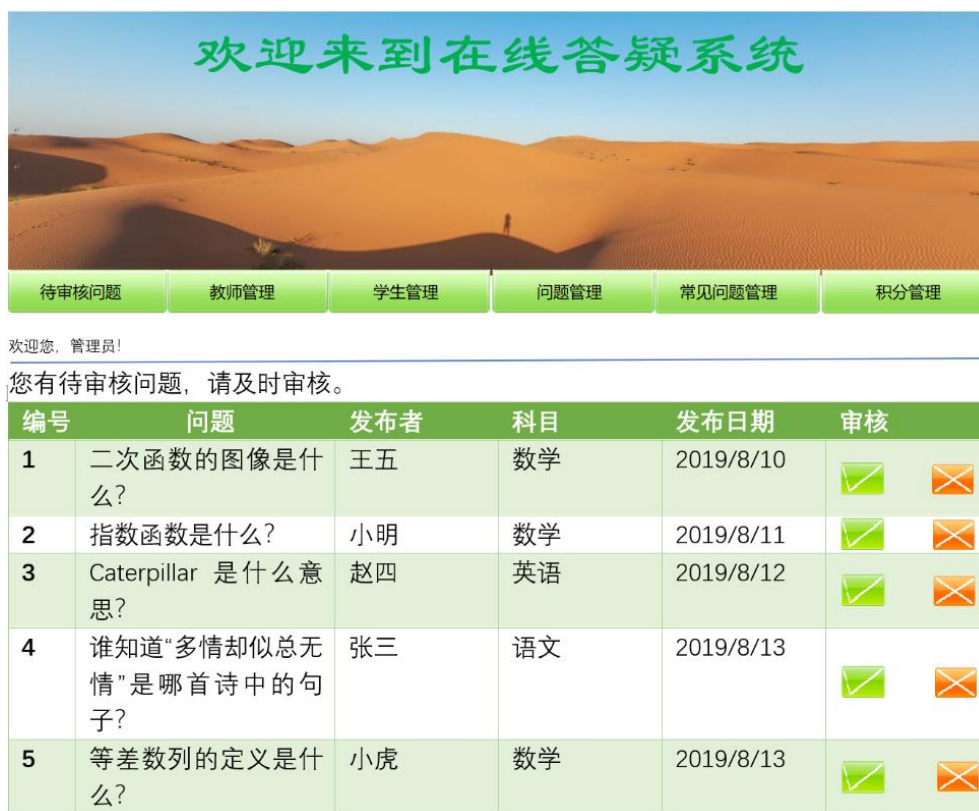 欢迎来到在线答疑系统
待审核问题 教师管理 学生管理 问题管理 常见问题管理 积分管理
欢迎您，管理员！
您有待审核问题，请及时审核。
编号 问题 发布者 科目 发布日期 审核
1 二次函数的图像是什 王五 数学 2019/8/10
么？
2 指数函数是什么？ 小明 数学 2019/8/11
3 Caterpillar 是什么意 赵四 英语 2019/8/12
思？
4 谁知道“多情却似总无 张三 语文 2019/8/13
情”是哪首诗中的句
子？
5 等差数列的定义是什 小虎 数学 2019/8/13
么？